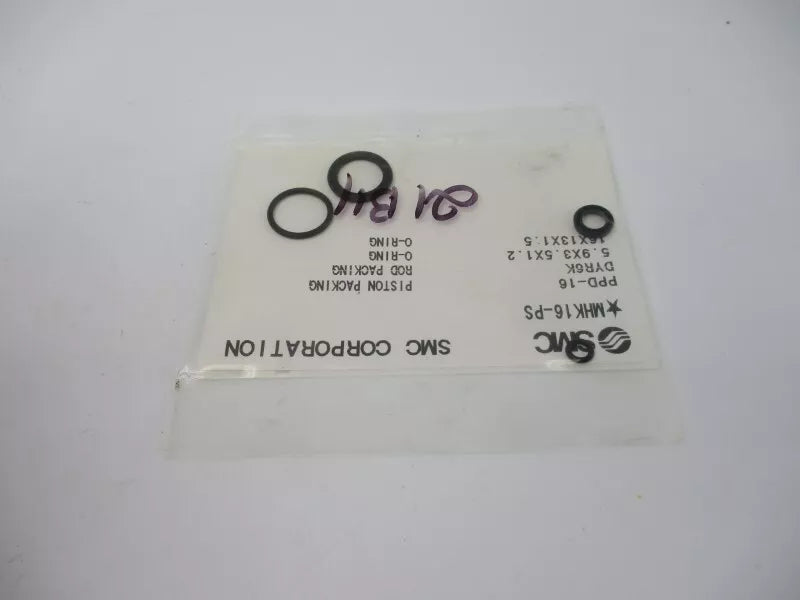 SMC SMC CORPORATION
★MHK16-PS
PPD-16 PISTON PACKING
DYR6K ROD PACKING
5.9X3.5X1.2 O-RING
16X13X1.5 O-RING